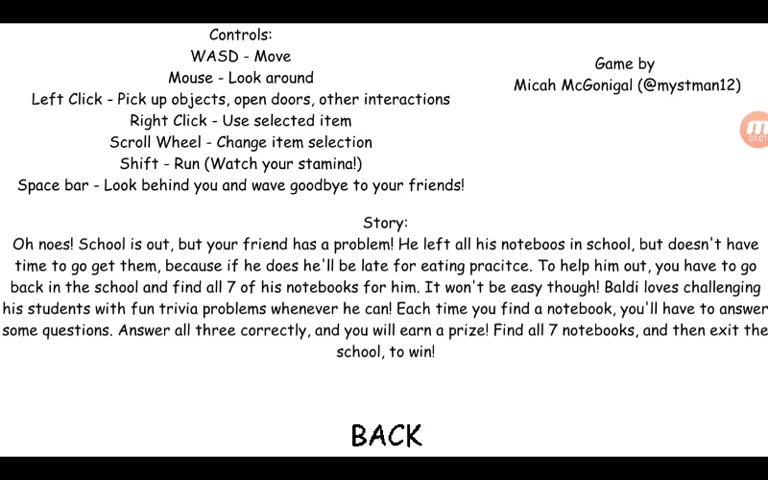 Controls:
WASD - Move
Mouse - Look around
Left Click - Pick up objects, open doors, other interactions
Right Click - Use selected item
Scroll Wheel - Change item selection
Shift - Run (Watch your stamina!)
Space bar - Look behind you and wave goodbye to your friends!
Game by
Micah McGonigal (@mystman12)
01:01
Story:
Oh noes! School is out, but your friend has a problem! He left all his noteboos in school, but doesn't have
time to go get them, because if he does he'll be late for eating pracitce. To help him out, you have to go
back in the school and find all 7 of his notebooks for him. It won't be easy though! Baldi loves challenging
his students with fun trivia problems whenever he can! Each time you find a notebook, you'll have to answer
some questions. Answer all three correctly, and you will earn a prize! Find all 7 notebooks, and then exit the
school, to win!
BACK